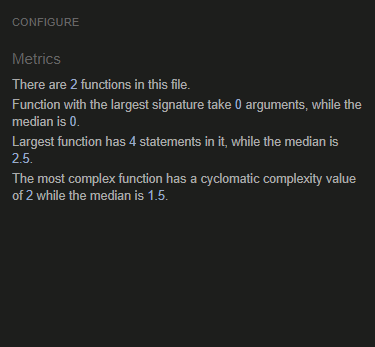 CONFIGURE
Metrics
There are 2 functions in this file.
Function with the largest signature take 0 arguments, while the
median is 0.
Largest function has 4 statements in it, while the median is
2.5.
The most complex function has a cyclomatic complexity value
of 2 while the median is 1.5.